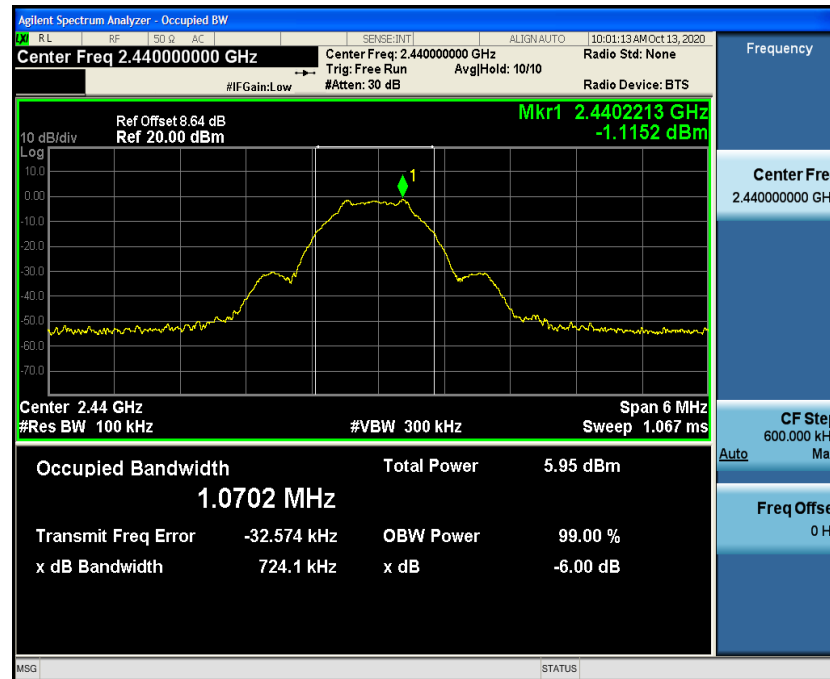 Agilent Spectrum Analyzer - Occupied BW
LXI RL RF 50 Ω AC SENSE:INT ALIGN AUTO 10:01:13 AM Oct 13, 2020
Center Freq 2.440000000 GHz
Center Freq: 2.440000000 GHz Radio Std: None
Trig: Free Run Avg|Hold: 10/10
#IFGain:Low #Atten: 30 dB Radio Device: BTS
Frequency
Mkr1 2.4402213 GHz
-1.1152 dBm
Ref Offset 8.64 dB
10 dB/div Ref 20.00 dBm
Log
10.0
0.00
-10.0
-20.0
-30.0
-40.0
-50.0
-60.0
-70.0
1
Center Fre
2.440000000 GH
Center 2.44 GHz Span 6 MHz
#Res BW 100 kHz #VBW 300 kHz Sweep 1.067 ms
CF Ste
600.000 kH
Auto Ma
Occupied Bandwidth Total Power 5.95 dBm
1.0702 MHz
Transmit Freq Error -32.574 kHz OBW Power 99.00 %
x dB Bandwidth 724.1 kHz x dB -6.00 dB
Freq Offse
0 H
MSG STATUS